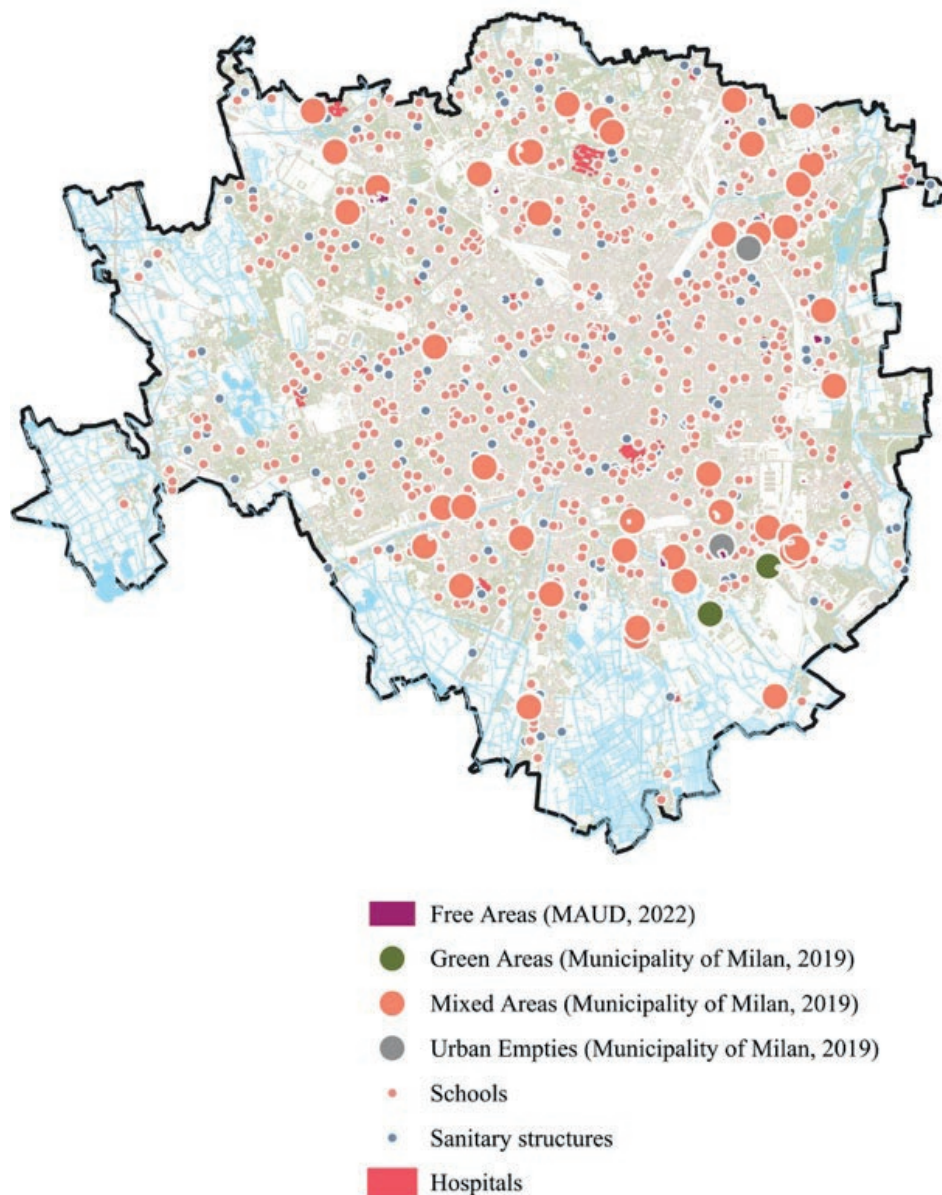 Free Areas (MAUD, 2022)
Green Areas (Municipality of Milan, 2019)
Mixed Areas (Municipality of Milan, 2019)
Urban Empties (Municipality of Milan, 2019)
Schools
Sanitary structures
Hospitals